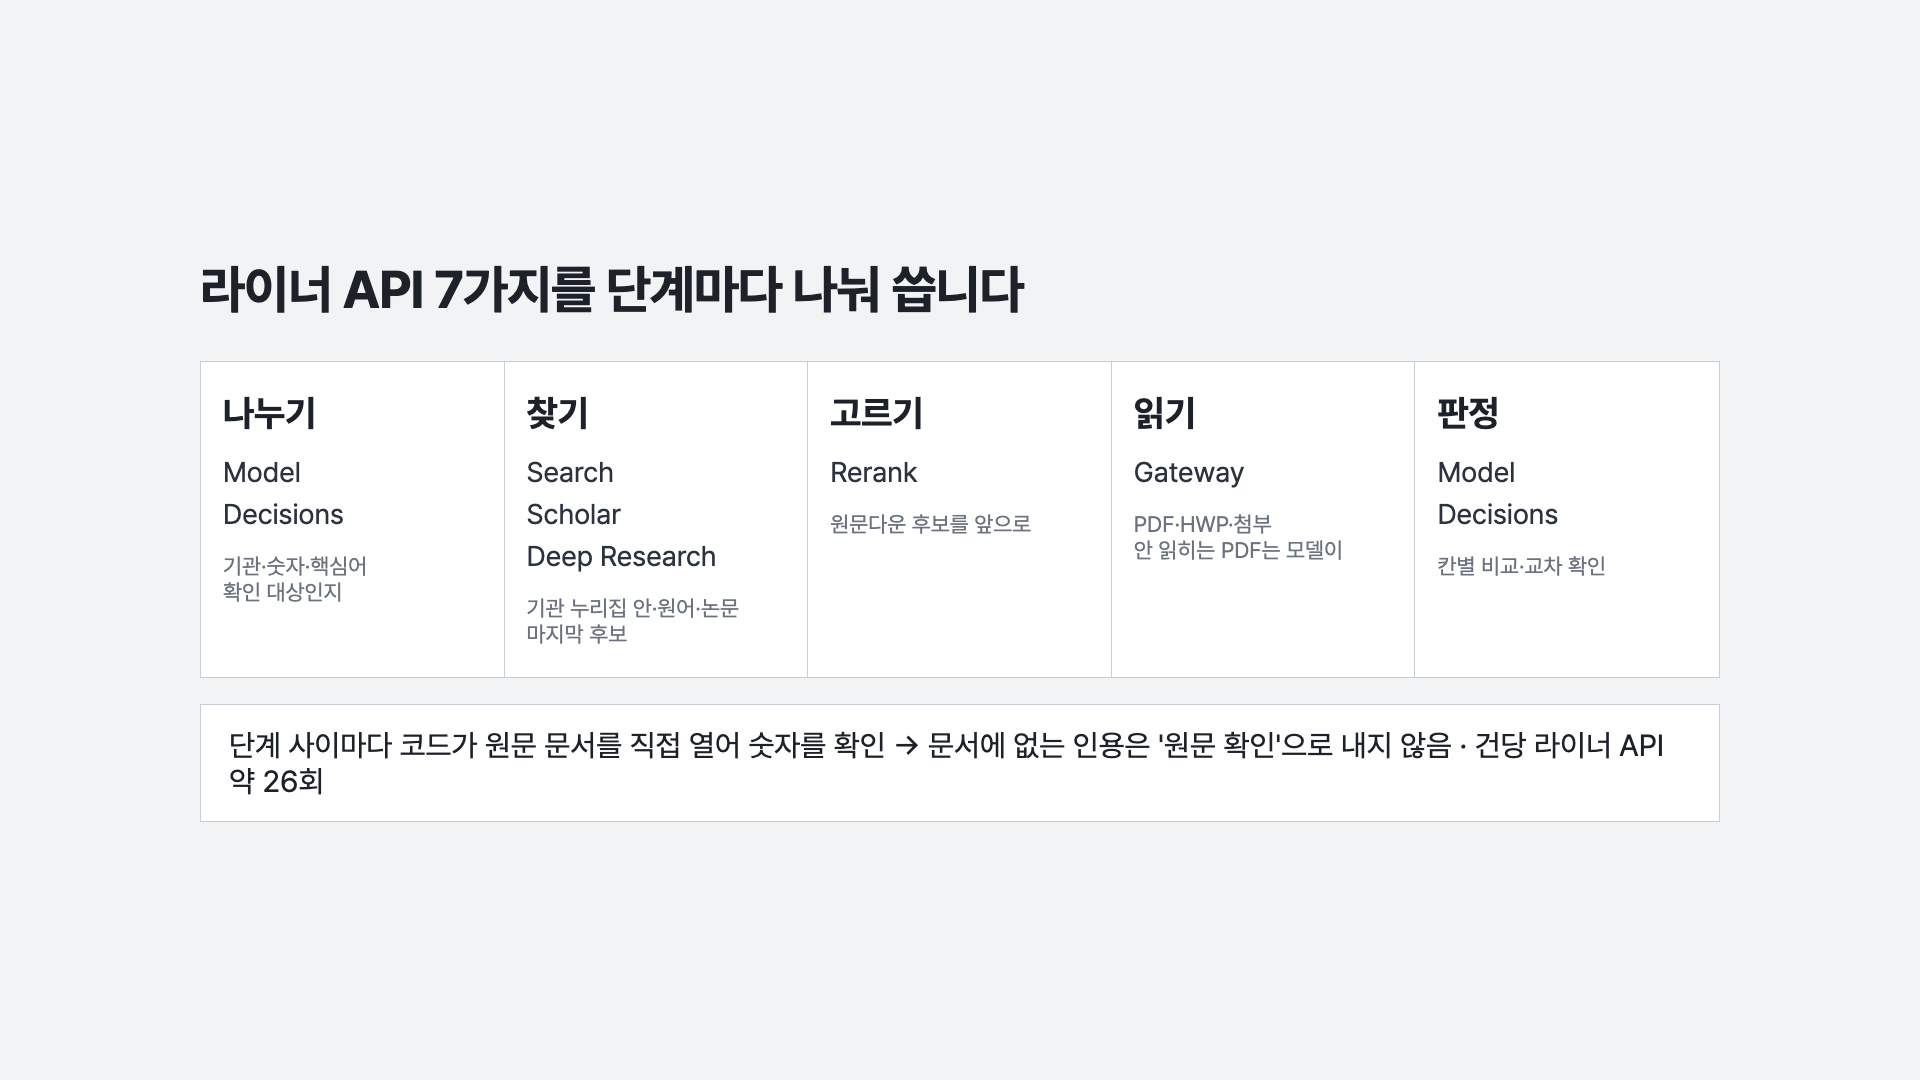 라이너 API 7가지를 단계마다 나눠 씁니다
나누기
Model
Decisions
기관·숫자·핵심어
확인 대상인지
찾기
Search
Scholar
Deep Research
기관 누리집 안·원어·논문
마지막 후보
고르기
Rerank
원문다운 후보를 앞으로
읽기
Gateway
PDF·HWP·첨부
안 읽히는 PDF는 모델이
판정
Model
Decisions
칸별 비교·교차 확인
단계 사이마다 코드가 원문 문서를 직접 열어 숫자를 확인 → 문서에 없는 인용은 '원문 확인'으로 내지 않음 · 건당 라이너 API
약 26회